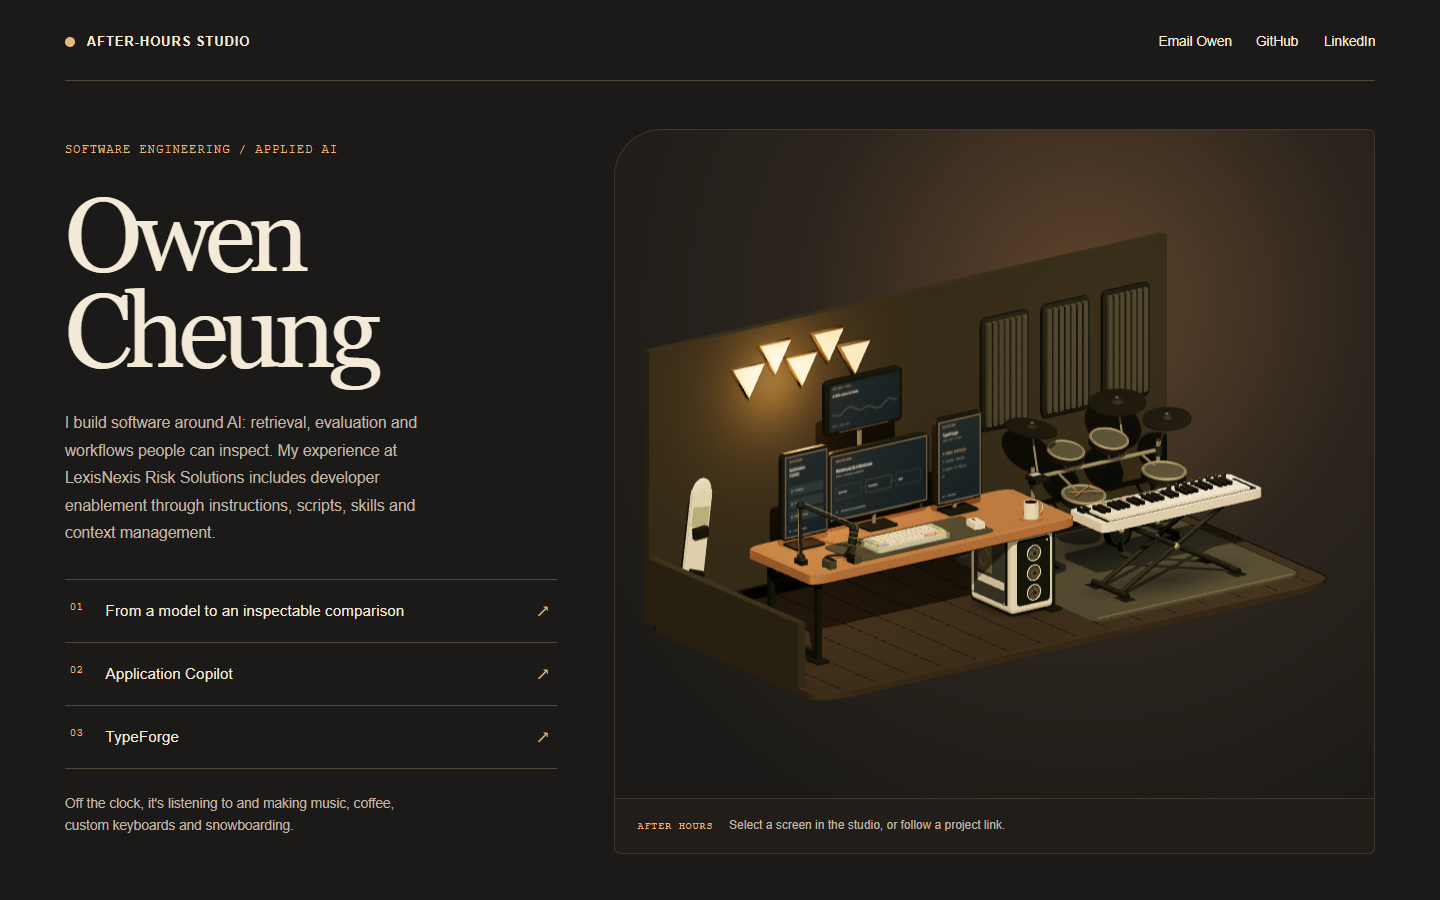 AFTER-HOURS STUDIO
Email Owen
GitHub
LinkedIn
SOFTWARE ENGINEERING / APPLIED AI
Owen
Cheung
I build software around AI: retrieval, evaluation and
workflows people can inspect. My experience at
LexisNexis Risk Solutions includes developer
enablement through instructions, scripts, skills and
context management.
01 From a model to an inspectable comparison ↗
02 Application Copilot ↗
03 TypeForge ↗
Off the clock, it's listening to and making music, coffee,
custom keyboards and snowboarding.
Application
Copilot
TypeForge
AFTER HOURS Select a screen in the studio, or follow a project link.